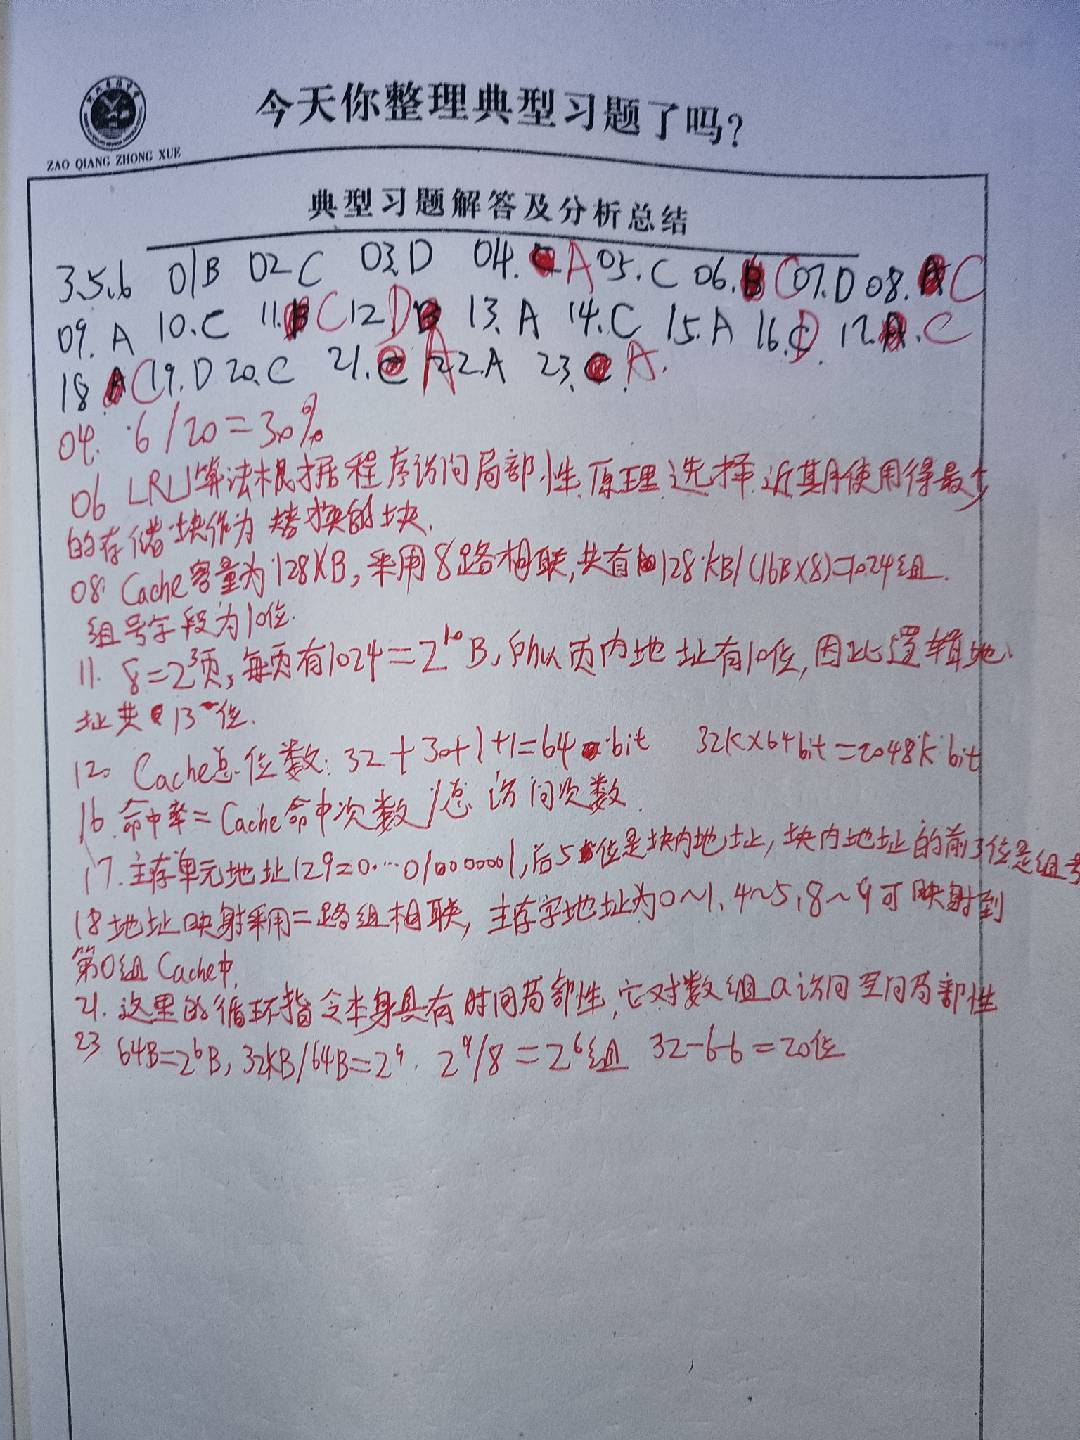 今天你整理典型习题了吗?
ZAO QIANG ZHONG XUE
典型习题解答及分析总结
3.5.6 01B 02C 03.D 04. A 05.C 06. C 07.D 08. C
09. A 10.C 11. C 12 D 13. A 14. C 15. A 16. D 17. C
18 C 19. D 20. C 21. A 22.A 23. A.
04. 6/20=30%
06 LRU算法根据程序访问局部性原理选择近期使用得最少
的存储块作为替换的块.
08. Cache容量为128KB,采用8路相联,共有128KB/(16B×8)=1024组.
组号字段为10位.
11. 8=2³页,每页有1024=2¹⁰B,所以页内地址有10位,因此逻辑地
址共13位.
12. Cache总位数:32+30+1+1=64bit 32K×64bit=2048K bit
16.命中率=Cache命中次数/总访问次数.
17.主存单元地址129=0…010000001,后5位是块内地址,块内地址的前3位是组号
18地址映射采用二路组相联,主存字地址为0~1,4~5,8~9可映射到
第0组Cache中.
21.这里的循环指令本身具有时间局部性,它对数组a访问空间局部性
23 64B=2⁶B,32KB/64B=2⁹. 2⁹/8=2⁶组 32-6-6=20位